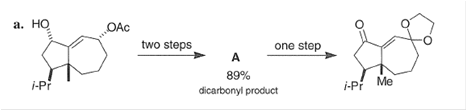 a. HO
OAc
i-Pr
two steps
A
89%
dicarbonyl product
one step
O
O
O
i-Pr
Me